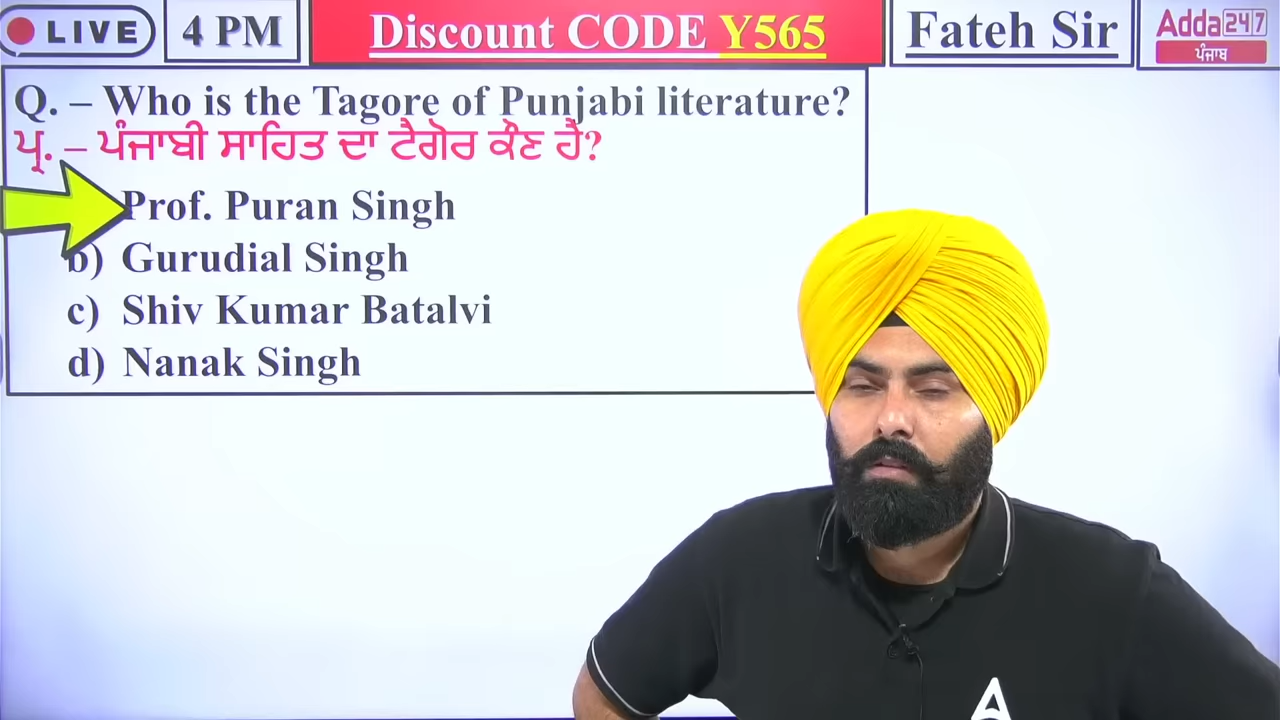 LIVE
4 PM
Discount CODE Y565
Fateh Sir
Adda247
ਪੰਜਾਬ
Q. – Who is the Tagore of Punjabi literature?
ਪ੍ਰ. – ਪੰਜਾਬੀ ਸਾਹਿਤ ਦਾ ਟੈਗੋਰ ਕੌਣ ਹੈ?
Prof. Puran Singh
b) Gurudial Singh
c) Shiv Kumar Batalvi
d) Nanak Singh